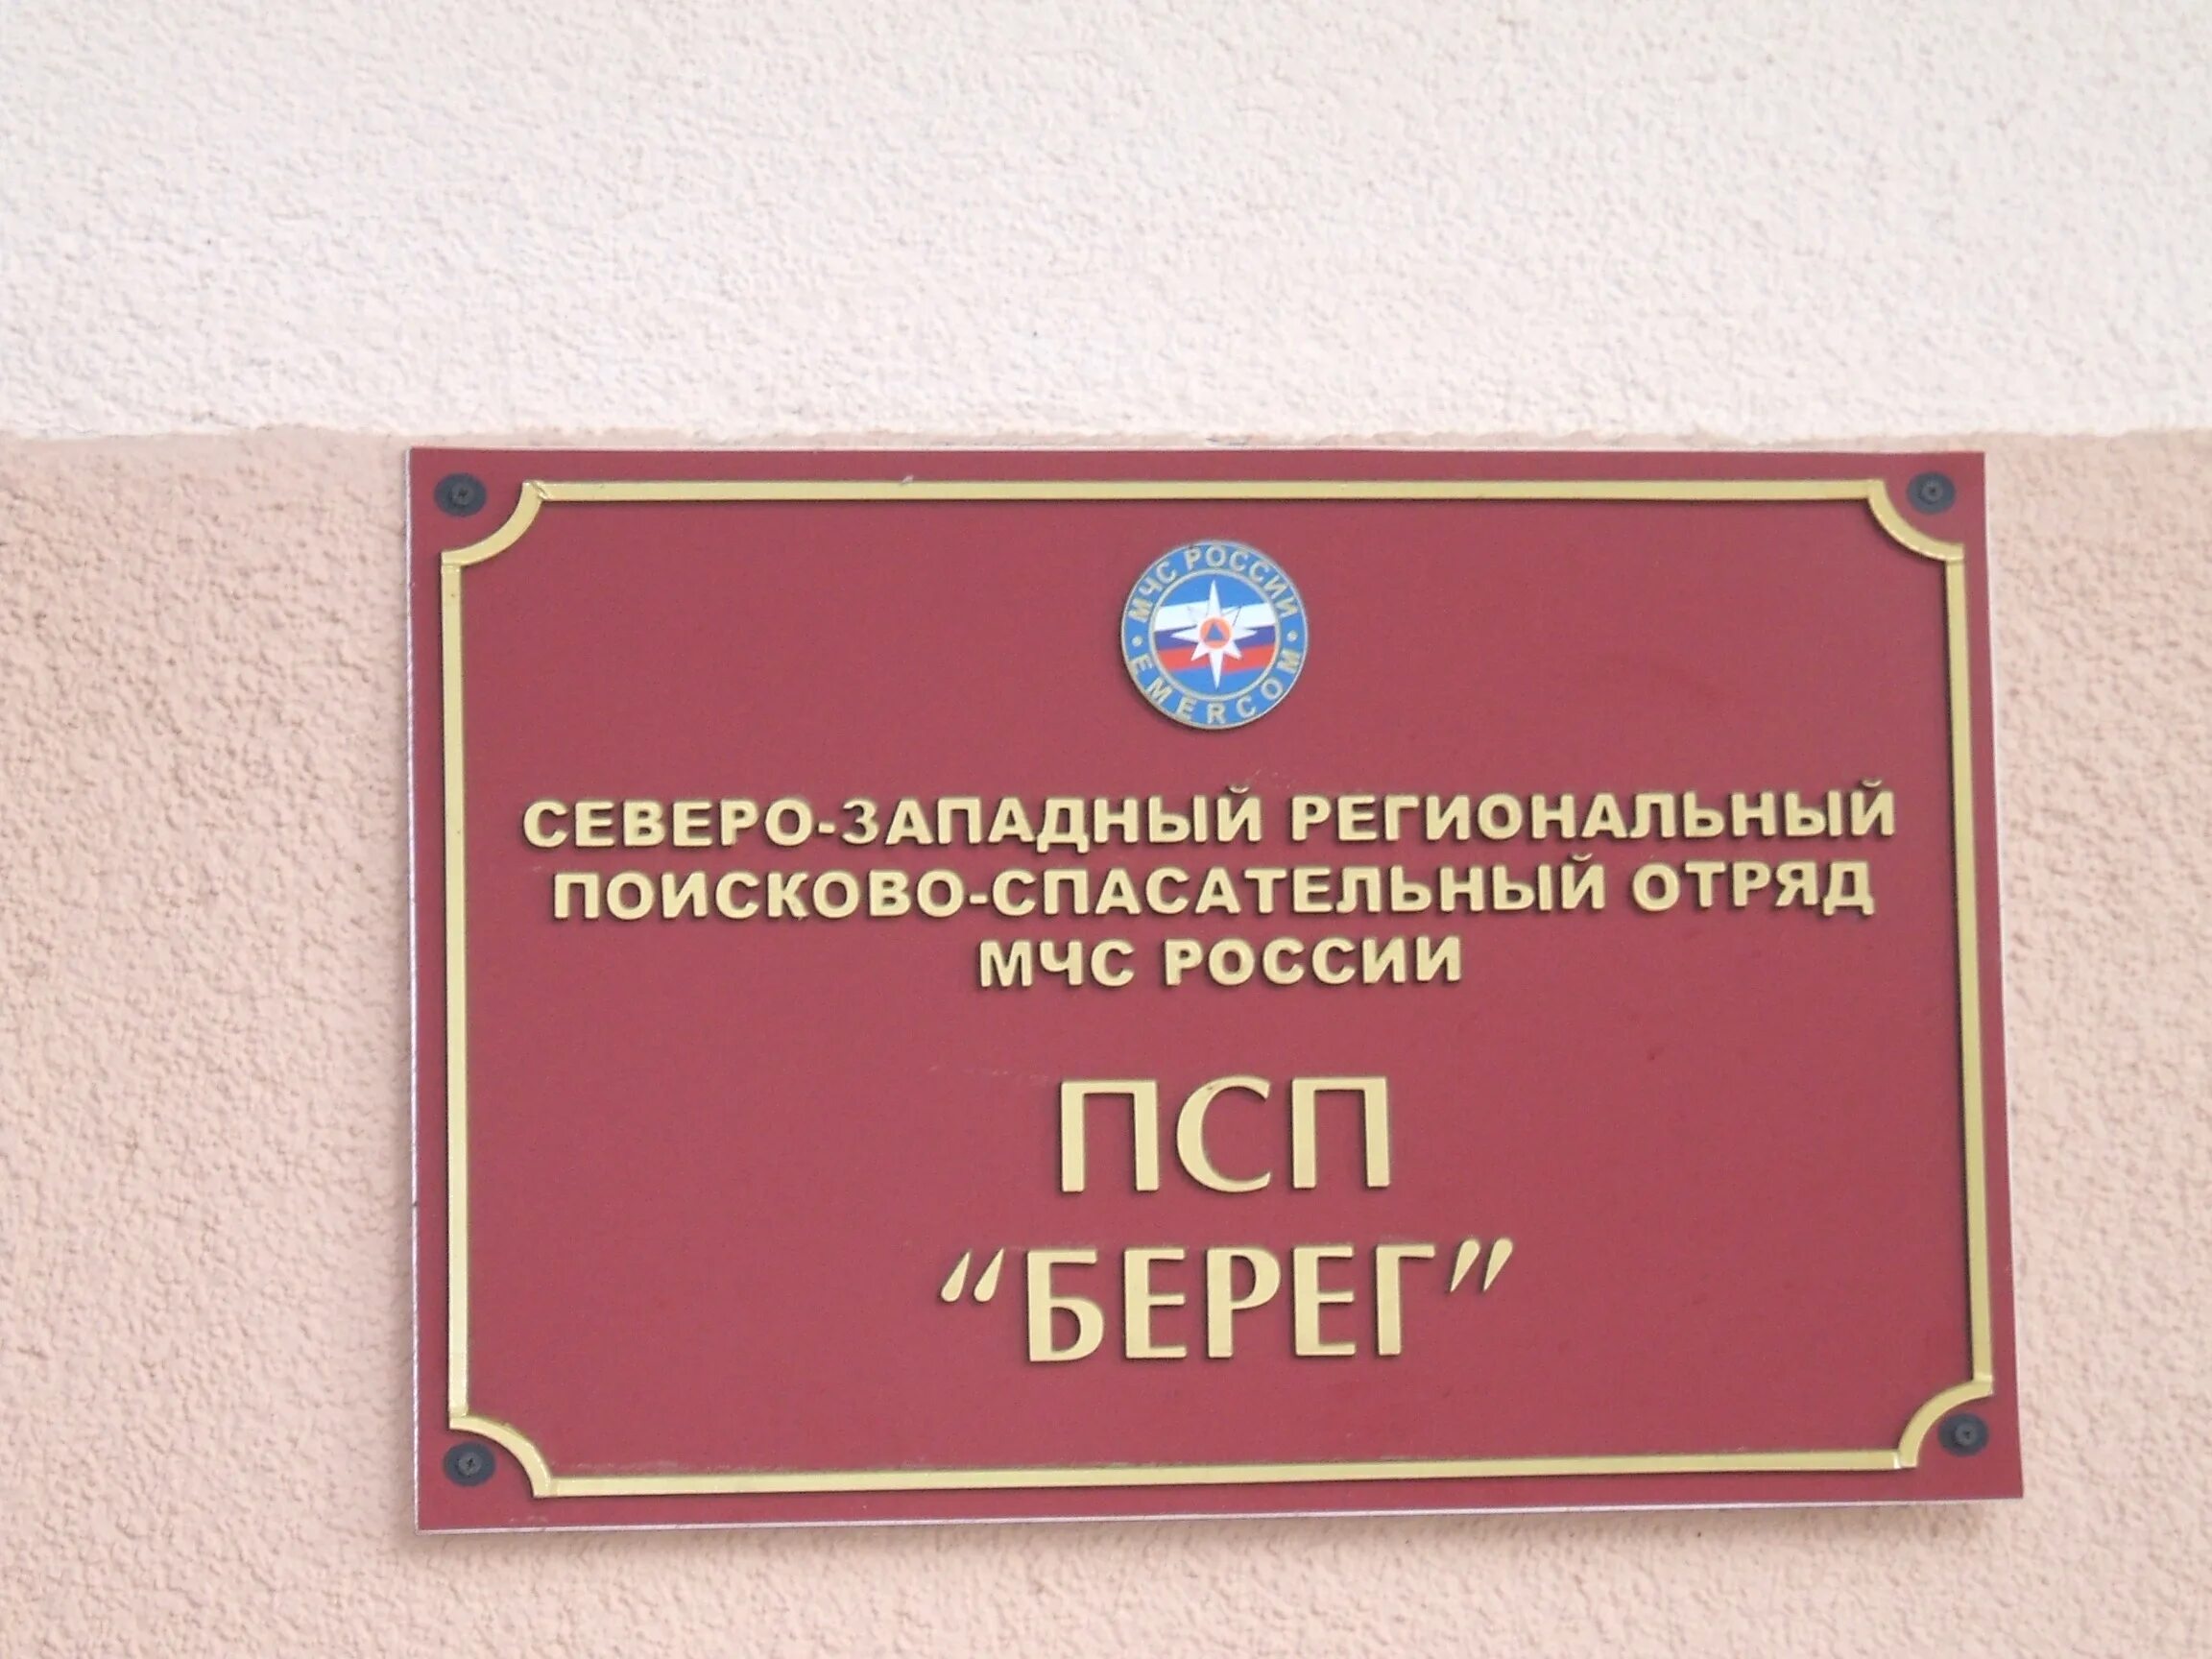 МЧС РОССИИ
EMERCOM
СЕВЕРО-ЗАПАДНЫЙ РЕГИОНАЛЬНЫЙ
ПОИСКОВО-СПАСАТЕЛЬНЫЙ ОТРЯД
МЧС РОССИИ
ПСП
“БЕРЕГ”